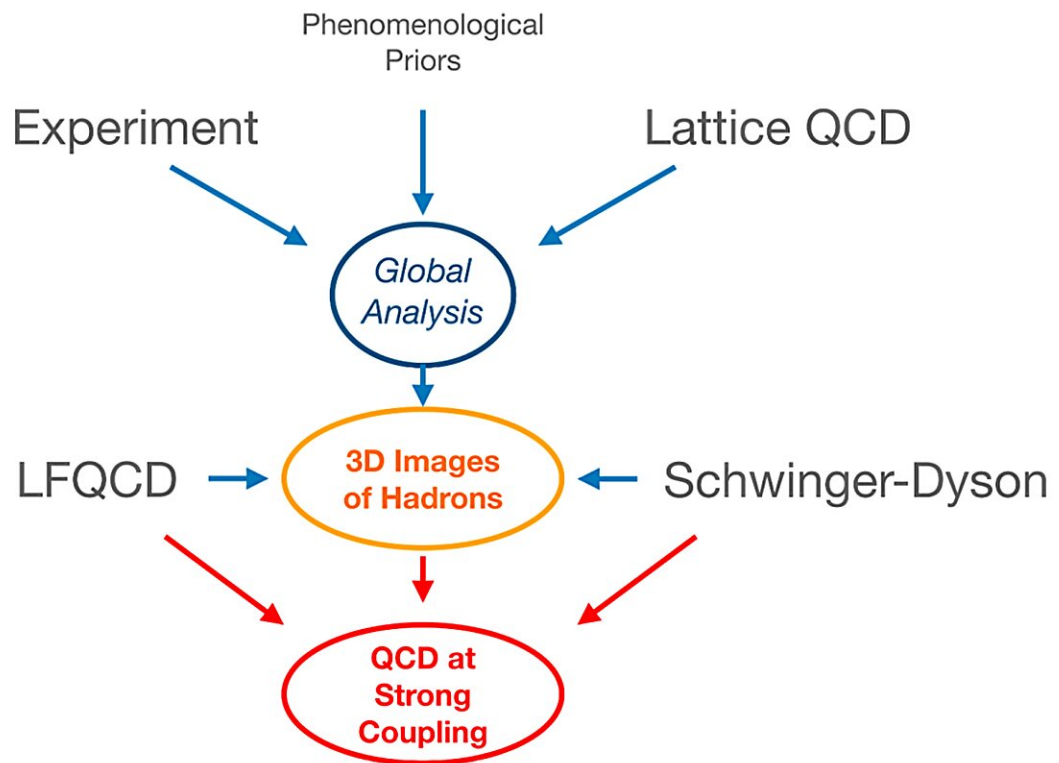 Phenomenological
Priors
Experiment
Lattice QCD
Global
Analysis
LFQCD
3D Images
of Hadrons
Schwinger-Dyson
QCD at
Strong
Coupling